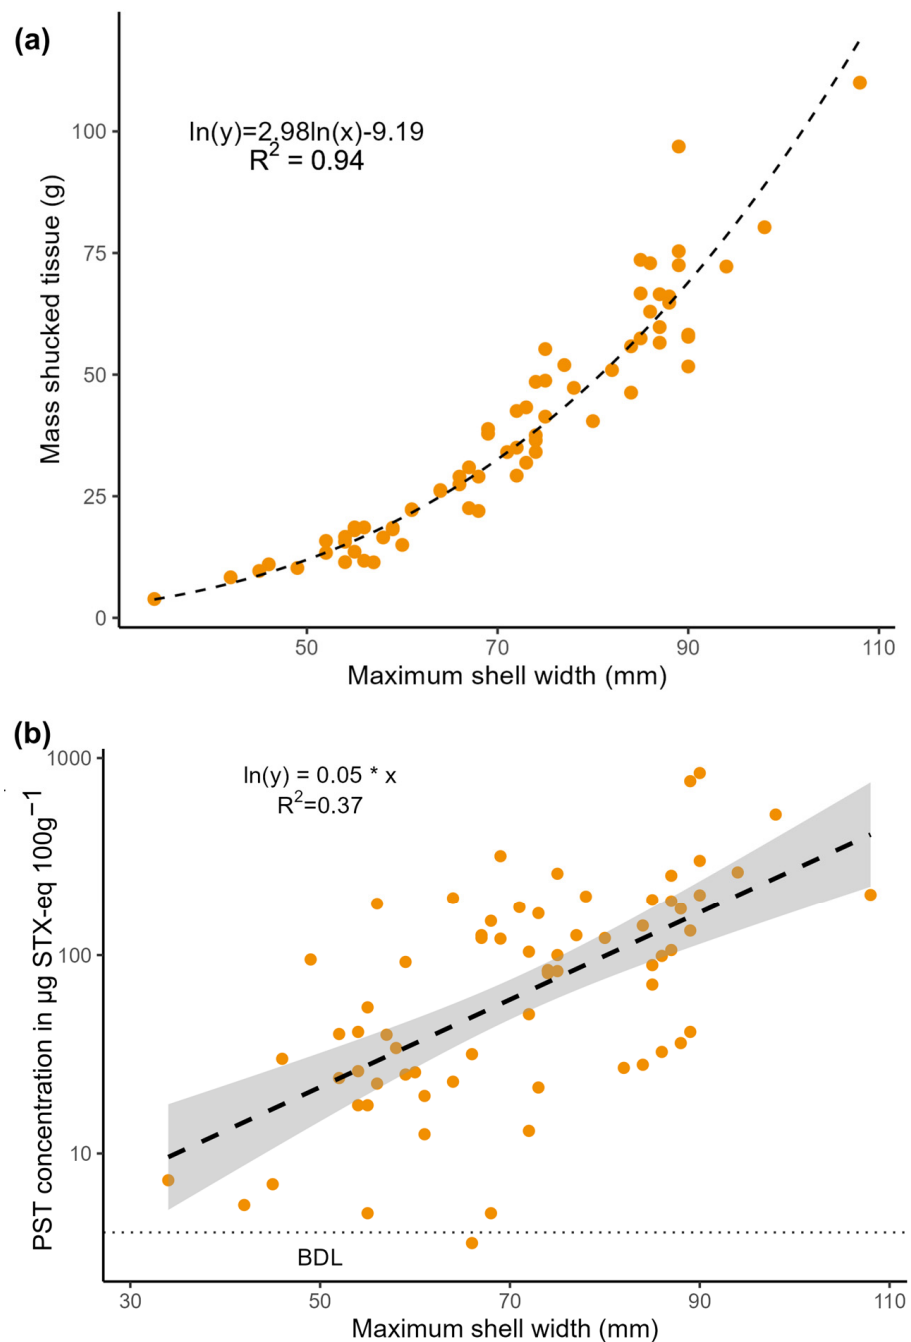 (a)
ln(y)=2.98ln(x)-9.19
R² = 0.94
Mass shucked tissue (g)
100
75
50
25
0
50 70 90 110
Maximum shell width (mm)
(b)
ln(y) = 0.05 * x
R²=0.37
PST concentration in µg STX-eq 100g⁻¹
1000
100
10
BDL
30 50 70 90 110
Maximum shell width (mm)